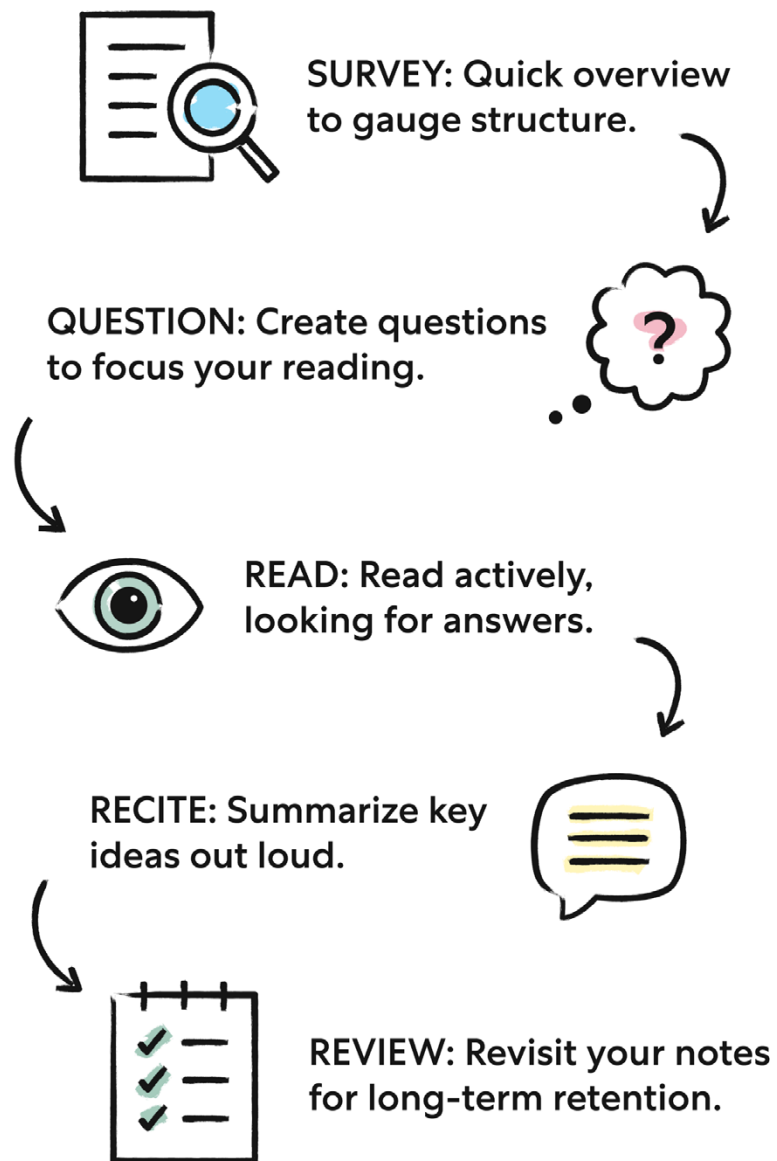 SURVEY: Quick overview
to gauge structure.
?
QUESTION: Create questions
to focus your reading.
READ: Read actively,
looking for answers.
RECITE: Summarize key
ideas out loud.
REVIEW: Revisit your notes
for long-term retention.